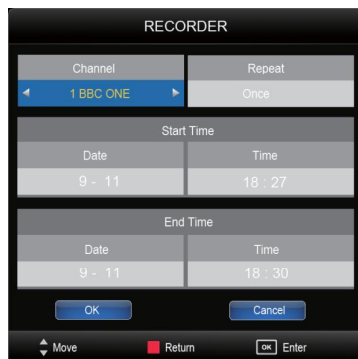 RECORDER
Channel Repeat
1 BBC ONE Once
Start Time
Date Time
9 - 11 18 : 27
End Time
Date Time
9 - 11 18 : 30
OK Cancel
Move Return OK Enter